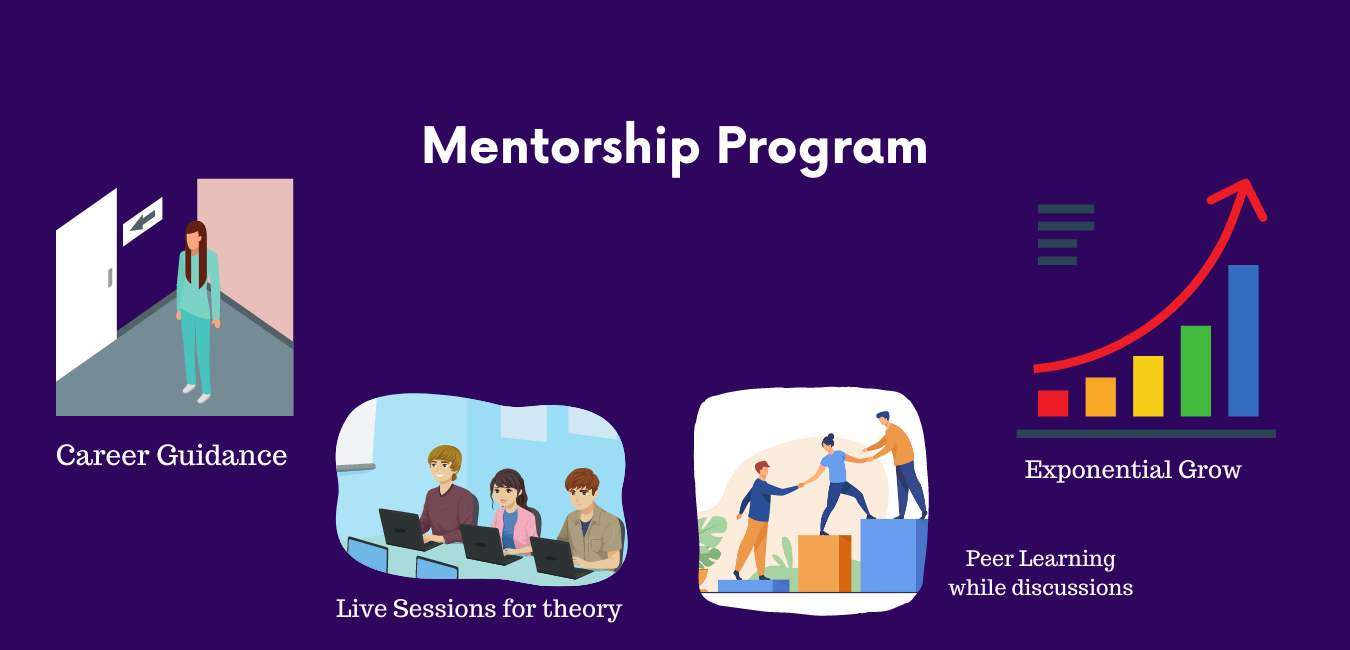 Mentorship Program
Career Guidance
Live Sessions for theory
Peer Learning
while discussions
Exponential Grow